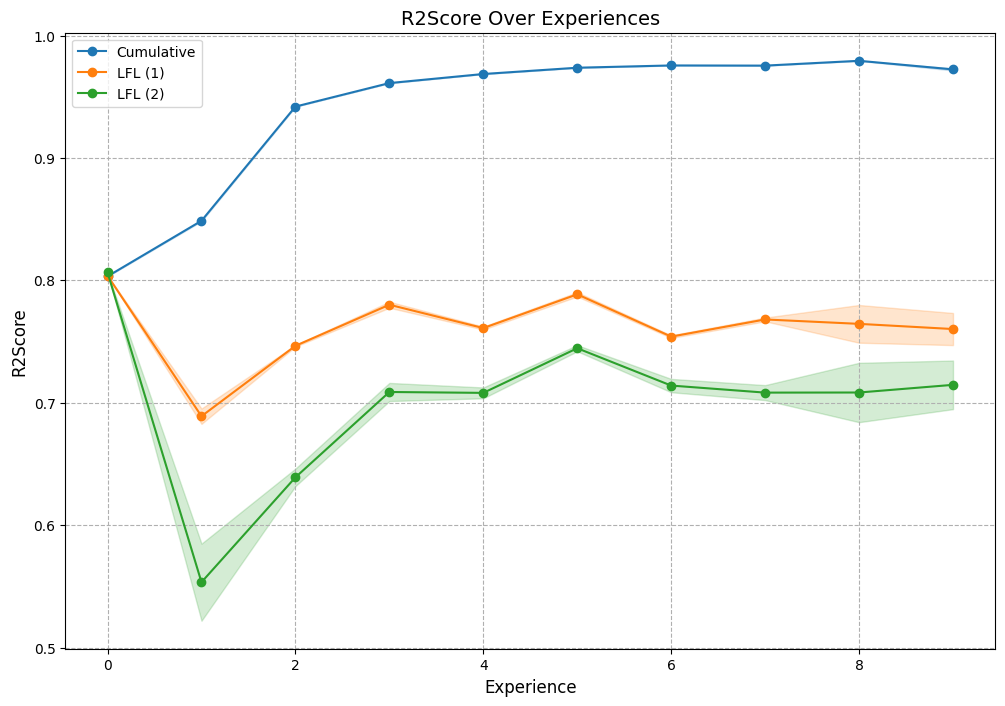 R2Score Over Experiences
Cumulative
LFL (1)
LFL (2)
1.0
0.9
0.8
0.7
0.6
0.5
R2Score
0 2 4 6 8
Experience